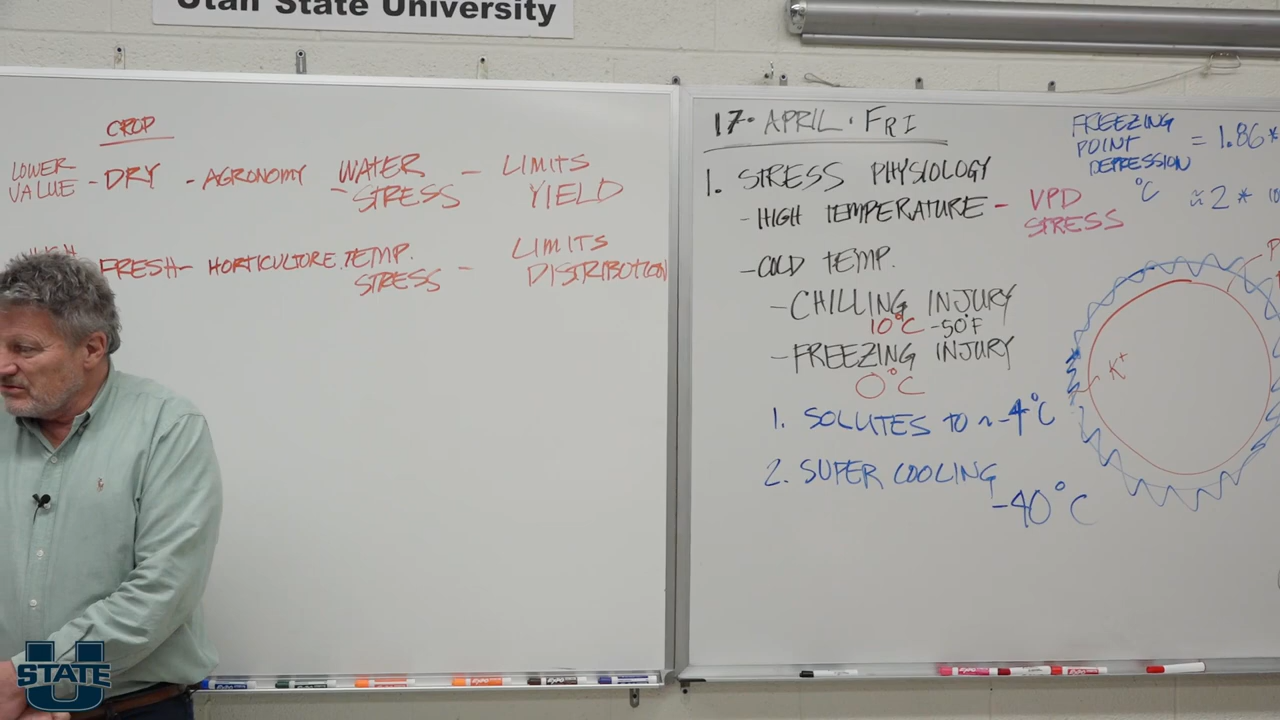 Utah State University
CROP
LOWER VALUE - DRY - AGRONOMY WATER STRESS - LIMITS YIELD
FRESH - HORTICULTURE TEMP. STRESS - LIMITS DISTRIBUTION
17 · APRIL · FRI
1. STRESS PHYSIOLOGY
- HIGH TEMPERATURE - VPD STRESS
- COLD TEMP.
- CHILLING INJURY
10°C - 50°F
- FREEZING INJURY
0°C
1. SOLUTES TO ~ -4°C
2. SUPER COOLING
-40°C
FREEZING POINT DEPRESSION = 1.86 *
°C ≈ 2 *
K+
U STATE